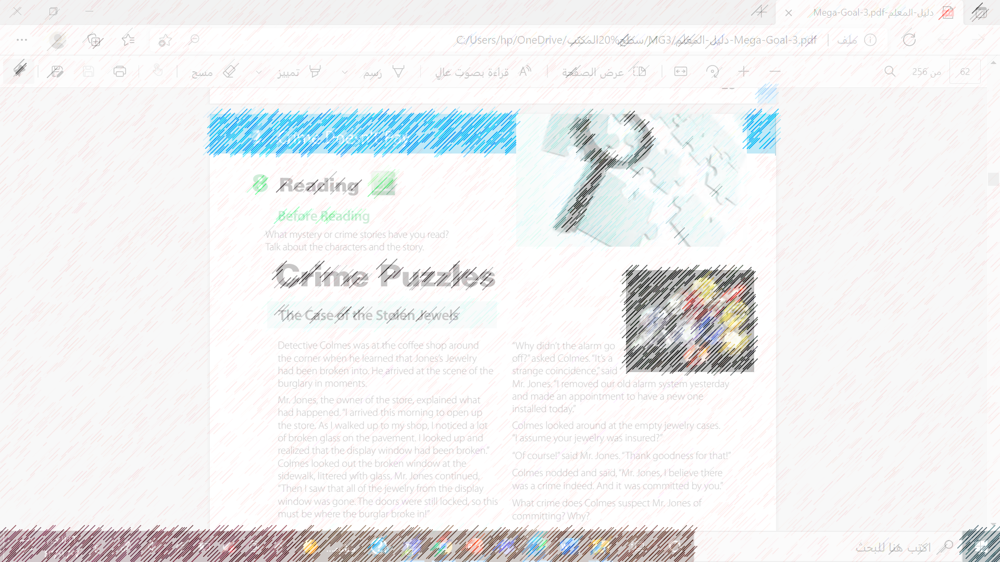 دليل-المعلم-Mega-Goal-3.pdf
C:/Users/hp/OneDrive/سطح%20المكتب/MG3/دليل-المعلم-Mega-Goal-3.pdf
ملف
مسح
تمييز
رسم
قراءة بصوت عالٍ
عرض الصفحة
من 256
62
Crime Doesn't Pay
8 Reading
Before Reading
What mystery or crime stories have you read?
Talk about the characters and the story.
Crime Puzzles
The Case of the Stolen Jewels
Detective Colmes was at the coffee shop around
the corner when he learned that Jones's Jewelry
had been broken into. He arrived at the scene of the
burglary in moments.
Mr. Jones, the owner of the store, explained what
had happened. “I arrived this morning to open up
the store. As I walked up to my shop, I noticed a lot
of broken glass on the pavement. I looked up and
realized that the display window had been broken.”
Colmes looked out the broken window at the
sidewalk, littered with glass. Mr. Jones continued,
“Then I saw that all of the jewelry from the display
window was gone. The doors were still locked, so this
must be where the burglar broke in!”
“Why didn't the alarm go
off?” asked Colmes. “It's a
strange coincidence,” said
Mr. Jones. “I removed our old alarm system yesterday
and made an appointment to have a new one
installed today.”
Colmes looked around at the empty jewelry cases.
“I assume your jewelry was insured?”
“Of course!” said Mr. Jones. “Thank goodness for that!”
Colmes nodded and said, “Mr. Jones, I believe there
was a crime indeed. And it was committed by you.”
What crime does Colmes suspect Mr. Jones of
committing? Why?
اكتب هنا للبحث